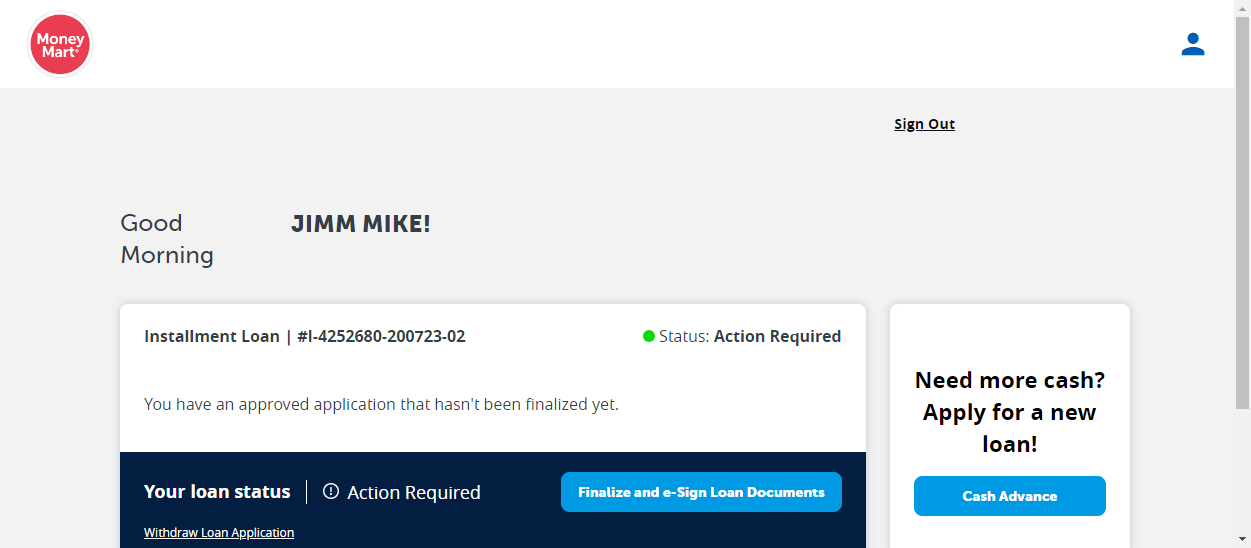 Money
Mart®
Sign Out
Good
Morning
JIMM MIKE!
Installment Loan | #I-4252680-200723-02
Status: Action Required
You have an approved application that hasn't been finalized yet.
Your loan status
Action Required
Finalize and e-Sign Loan Documents
Withdraw Loan Application
Need more cash?
Apply for a new
loan!
Cash Advance